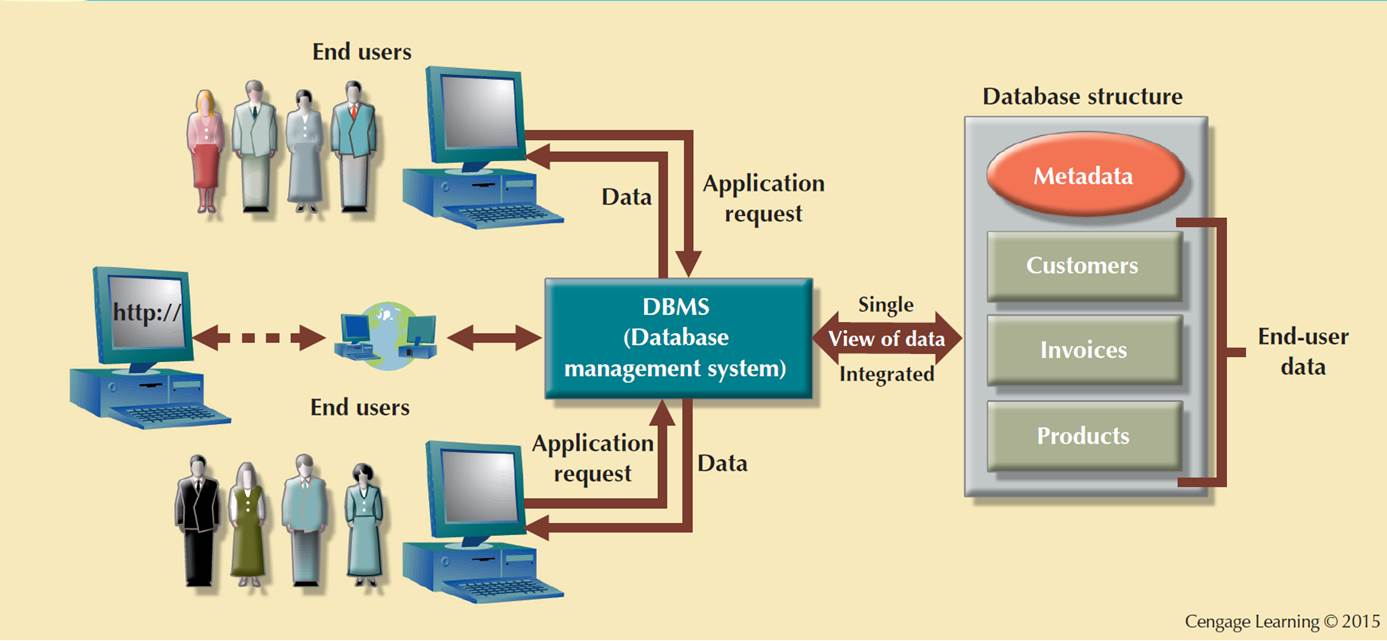 End users
Database structure
Metadata
Data
Application
request
Customers
http://
DBMS
(Database
management system)
Single
View of data
Integrated
Invoices
End-user
data
End users
Application
request
Data
Products
Cengage Learning © 2015